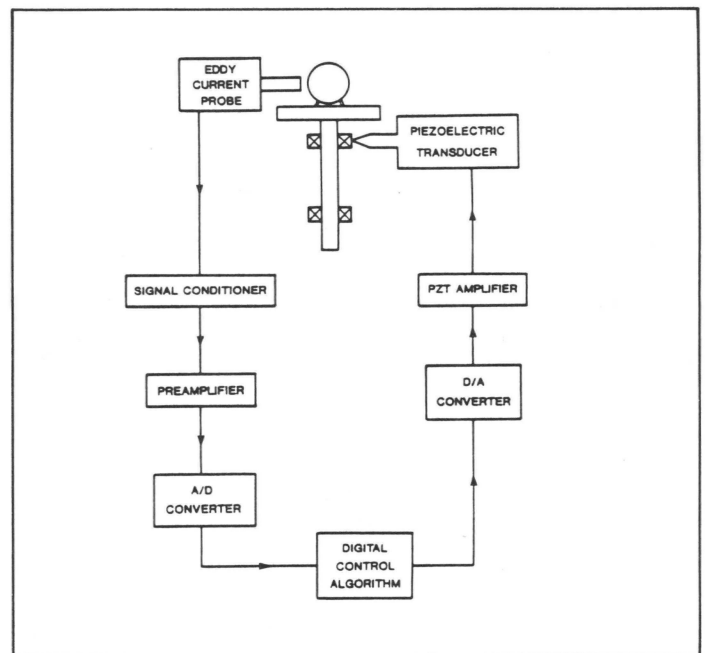 EDDY
CURRENT
PROBE
PIEZOELECTRIC
TRANSDUCER
SIGNAL CONDITIONER
PZT AMPLIFIER
PREAMPLIFIER
D/A
CONVERTER
A/D
CONVERTER
DIGITAL
CONTROL
ALGORITHM